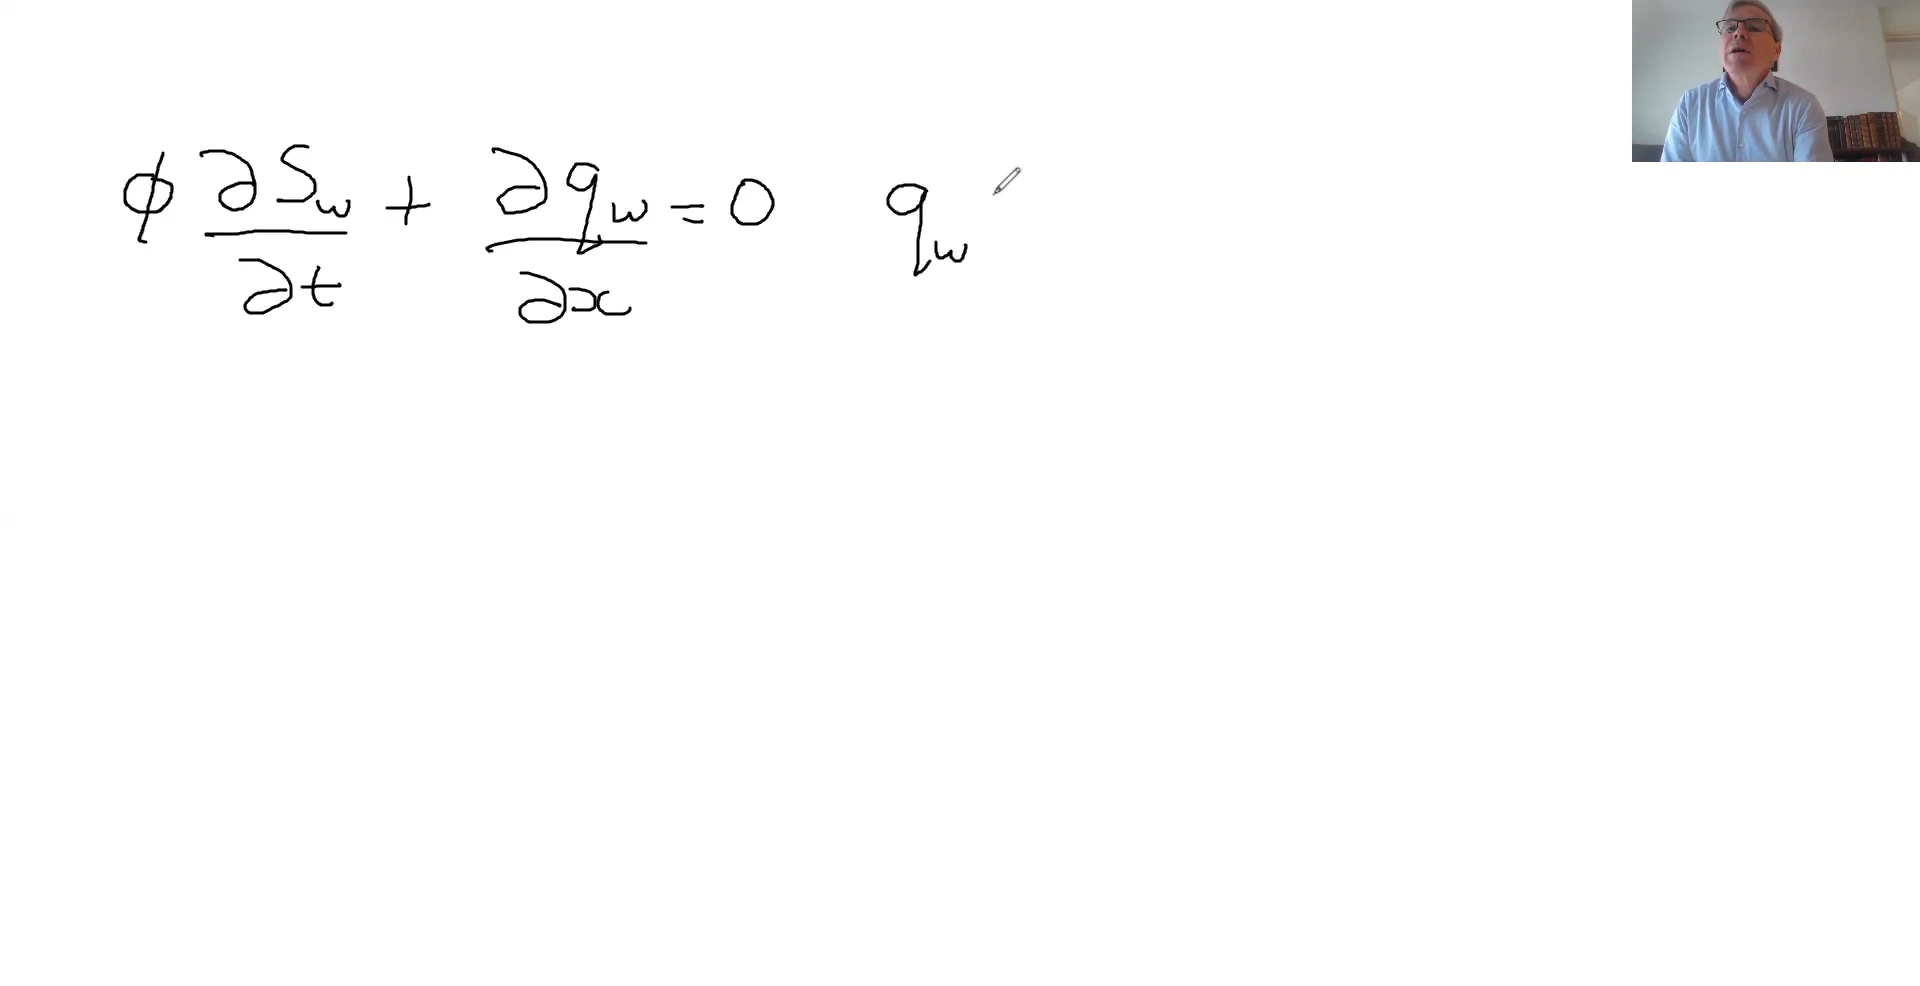 ϕ ∂S_w/∂t + ∂q_w/∂x = 0   q_w